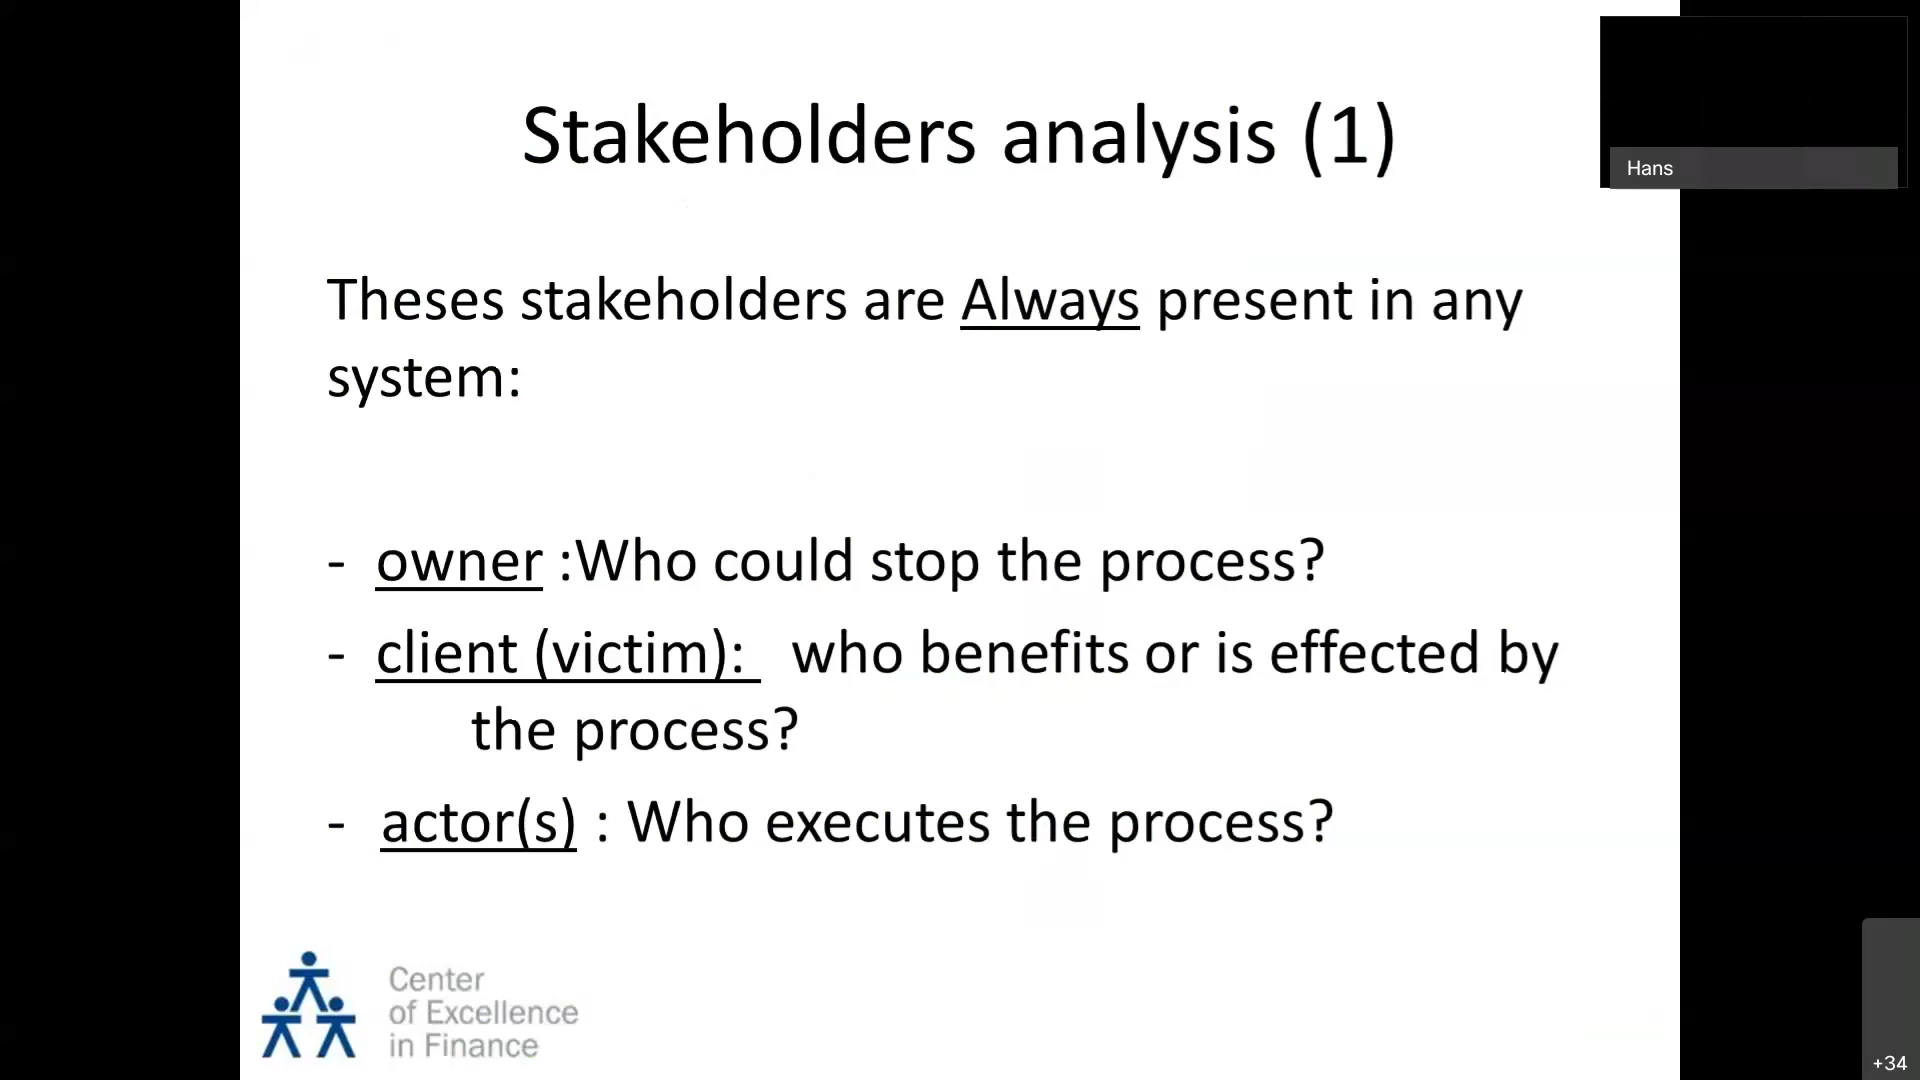 Stakeholders analysis (1)
Hans
Theses stakeholders are Always present in any
system:
- owner :Who could stop the process?
- client (victim): who benefits or is effected by
the process?
- actor(s) : Who executes the process?
Center
of Excellence
in Finance
+34